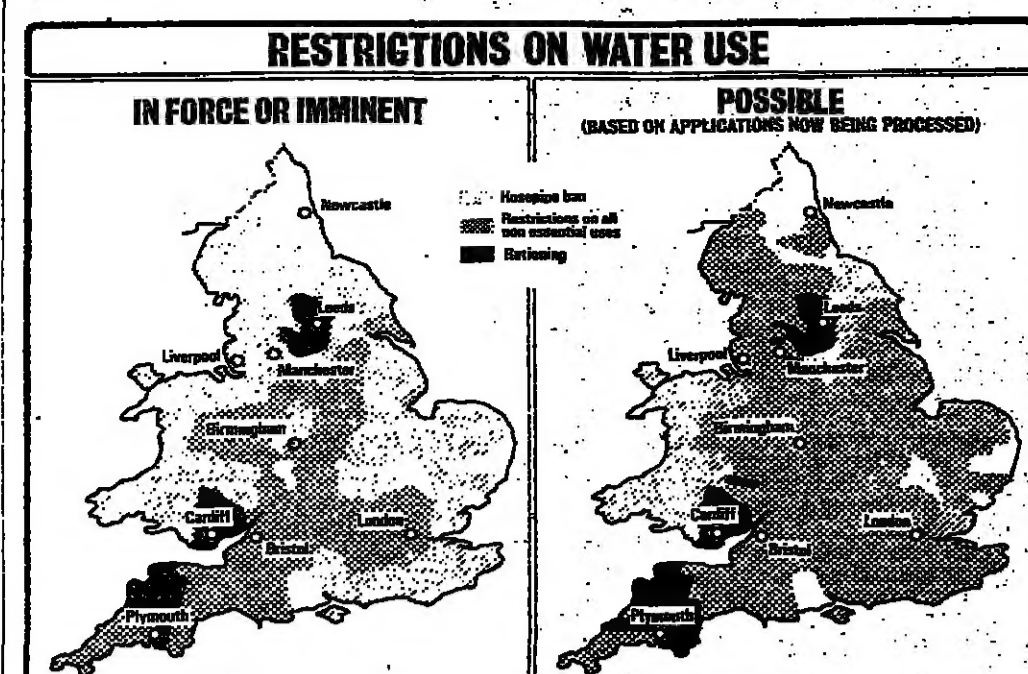 RESTRICTIONS ON WATER USE
IN FORCE OR IMMINENT
Newcastle
Hosepipe ban
Restrictions on all
non essential uses
Rationing
Leeds
Liverpool
Manchester
Birmingham
Cardiff
London
Bristol
Plymouth
POSSIBLE
(BASED ON APPLICATIONS NOW BEING PROCESSED)
Newcastle
Leeds
Liverpool
Manchester
Birmingham
Cardiff
London
Bristol
Plymouth